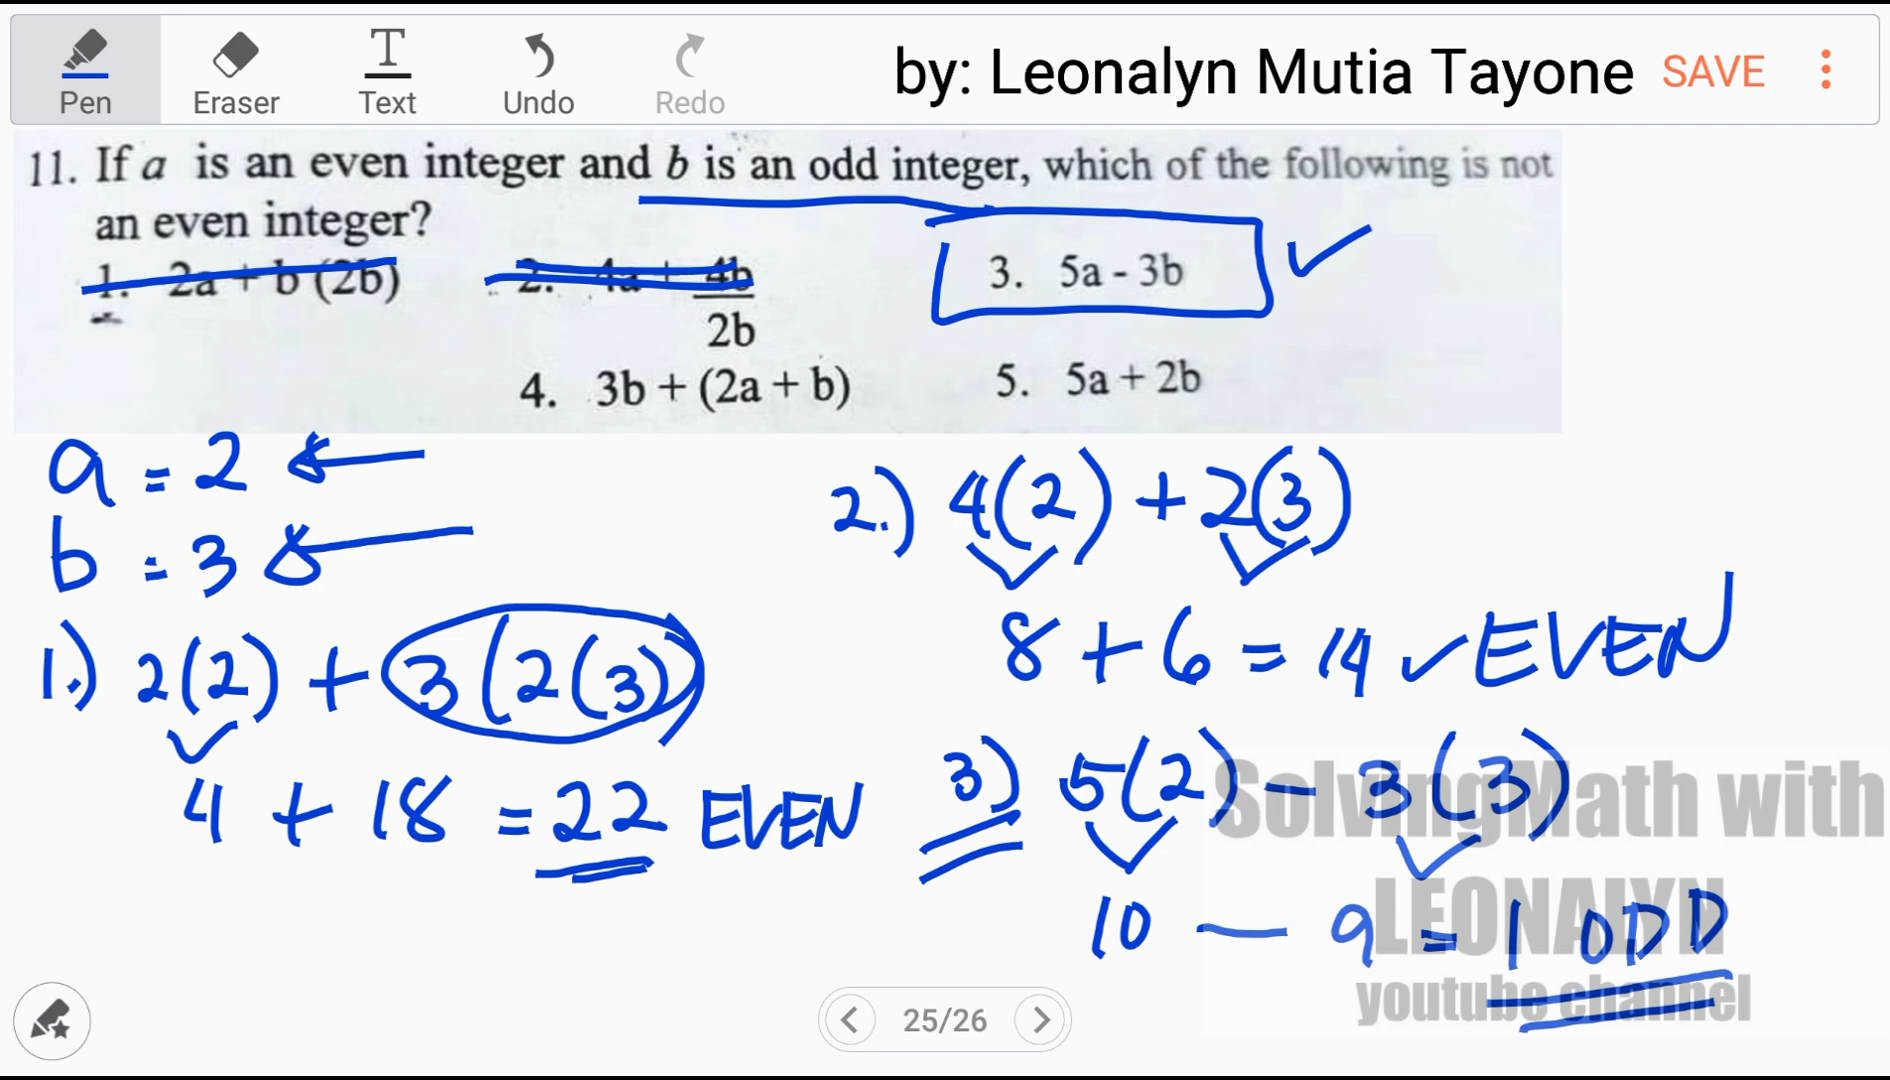 Pen Eraser Text Undo Redo by: Leonalyn Mutia Tayone SAVE
11. If a is an even integer and b is an odd integer, which of the following is not
an even integer?
1. 2a + b (2b) 2. 4a + 4b 3. 5a - 3b
2b
4. 3b + (2a + b) 5. 5a + 2b
a = 2
b = 3
1.) 2(2) + 3(2(3))
4 + 18 = 22 EVEN
2.) 4(2) + 2(3)
8 + 6 = 14 EVEN
3) 5(2) - 3(3)
10 - 9 = 1 ODD
Solving Math with
LEONALYN
youtube channel
25/26